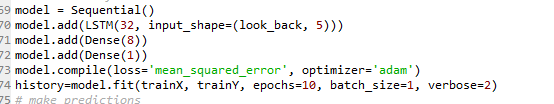 69 model = Sequential()
70 model.add(LSTM(32, input_shape=(look_back, 5)))
71 model.add(Dense(8))
72 model.add(Dense(1))
73 model.compile(loss='mean_squared_error', optimizer='adam')
74 history=model.fit(trainX, trainY, epochs=10, batch_size=1, verbose=2)
75 # make predictions